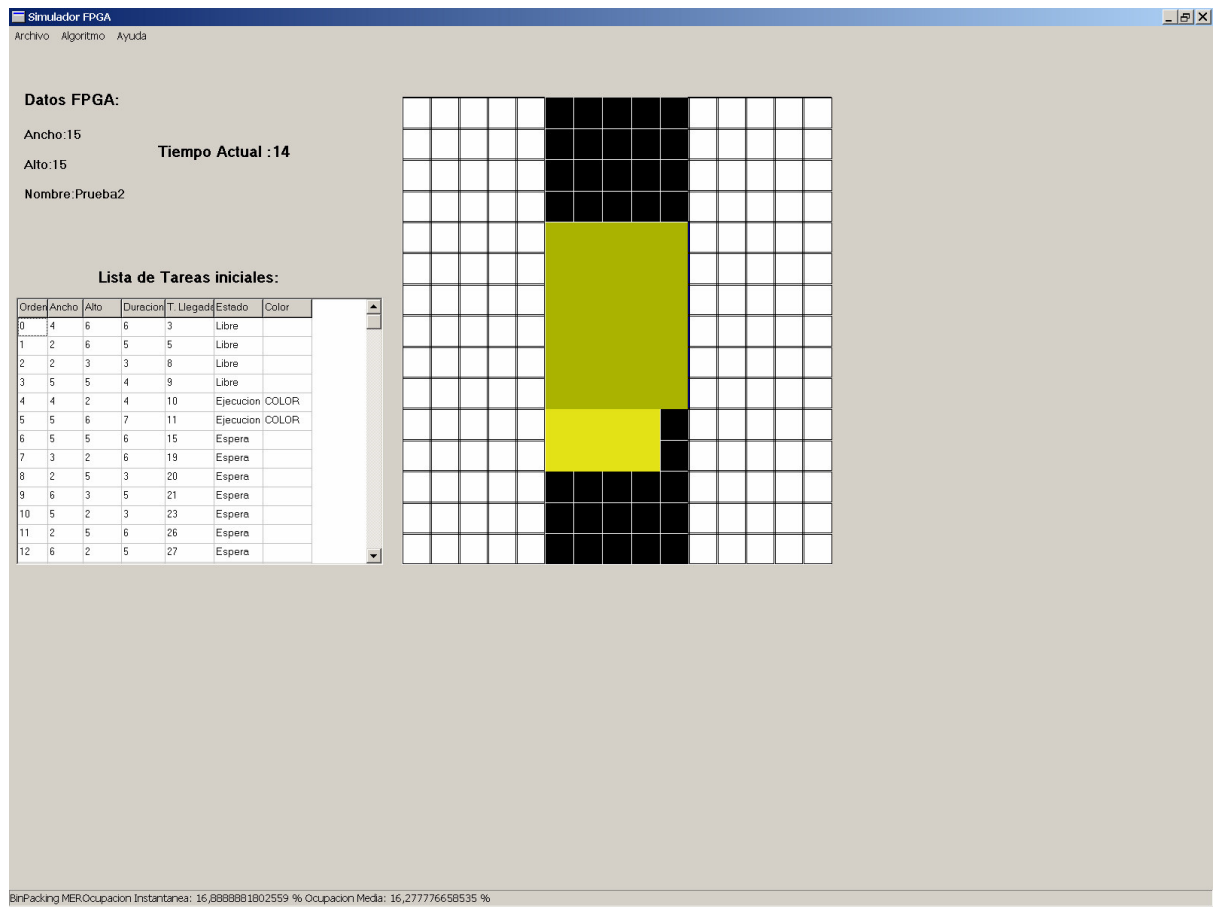 Simulador FPGA
Archivo Algoritmo Ayuda
Datos FPGA:
Ancho:15
Tiempo Actual :14
Alto:15
Nombre:Prueba2
Lista de Tareas iniciales:
Orden Ancho Alto Duracion T. Llegada Estado Color
0 4 6 6 3 Libre
1 2 6 5 5 Libre
2 2 3 3 8 Libre
3 5 5 4 9 Libre
4 4 2 4 10 Ejecucion COLOR
5 5 6 7 11 Ejecucion COLOR
6 5 5 6 15 Espera
7 3 2 6 19 Espera
8 2 5 3 20 Espera
9 6 3 5 21 Espera
10 5 2 3 23 Espera
11 2 5 6 26 Espera
12 6 2 5 27 Espera
BinPacking MEROcupacion Instantanea: 16,8888881802559 % Ocupacion Media: 16,277776658535 %